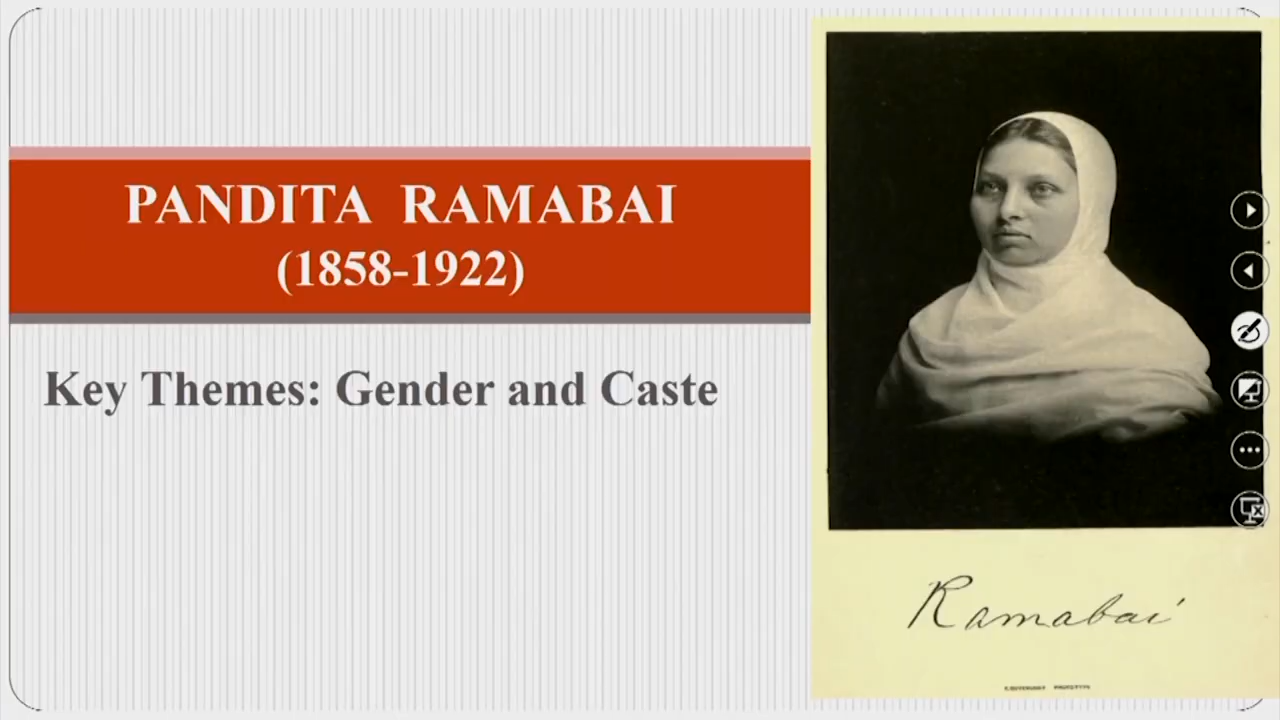 PANDITA RAMABAI
(1858-1922)
Key Themes: Gender and Caste
Ramabai